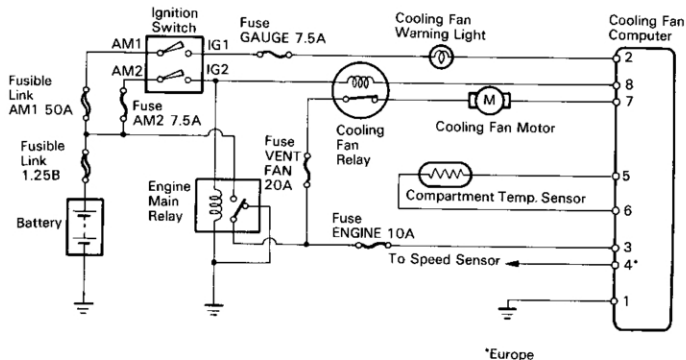 Ignition
Switch
AM1
IG1
AM2
IG2
Fuse
GAUGE 7.5A
Cooling Fan
Warning Light
Cooling Fan
Computer
2
8
7
5
6
3
4*
1
Fusible
Link
AM1 50A
Fuse
AM2 7.5A
Fusible
Link
1.25B
Battery
Engine
Main
Relay
Fuse
VENT
FAN
20A
Cooling
Fan
Relay
M
Cooling Fan Motor
Compartment Temp. Sensor
Fuse
ENGINE 10A
To Speed Sensor
*Europe